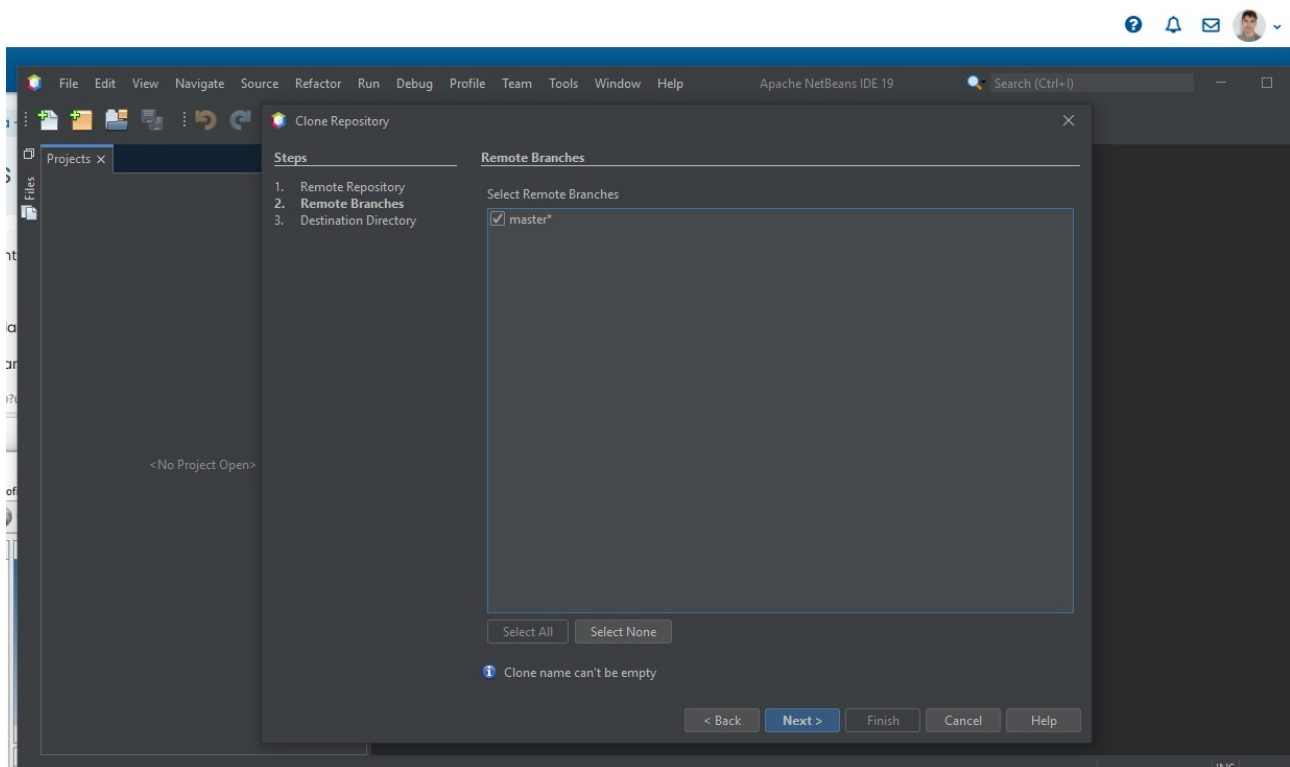 File Edit View Navigate Source Refactor Run Debug Profile Team Tools Window Help Apache NetBeans IDE 19 Search (Ctrl+I)
Clone Repository
Projects
Files
<No Project Open>
Steps
1. Remote Repository
2. Remote Branches
3. Destination Directory
Remote Branches
Select Remote Branches
master*
Select All Select None
Clone name can't be empty
< Back Next > Finish Cancel Help